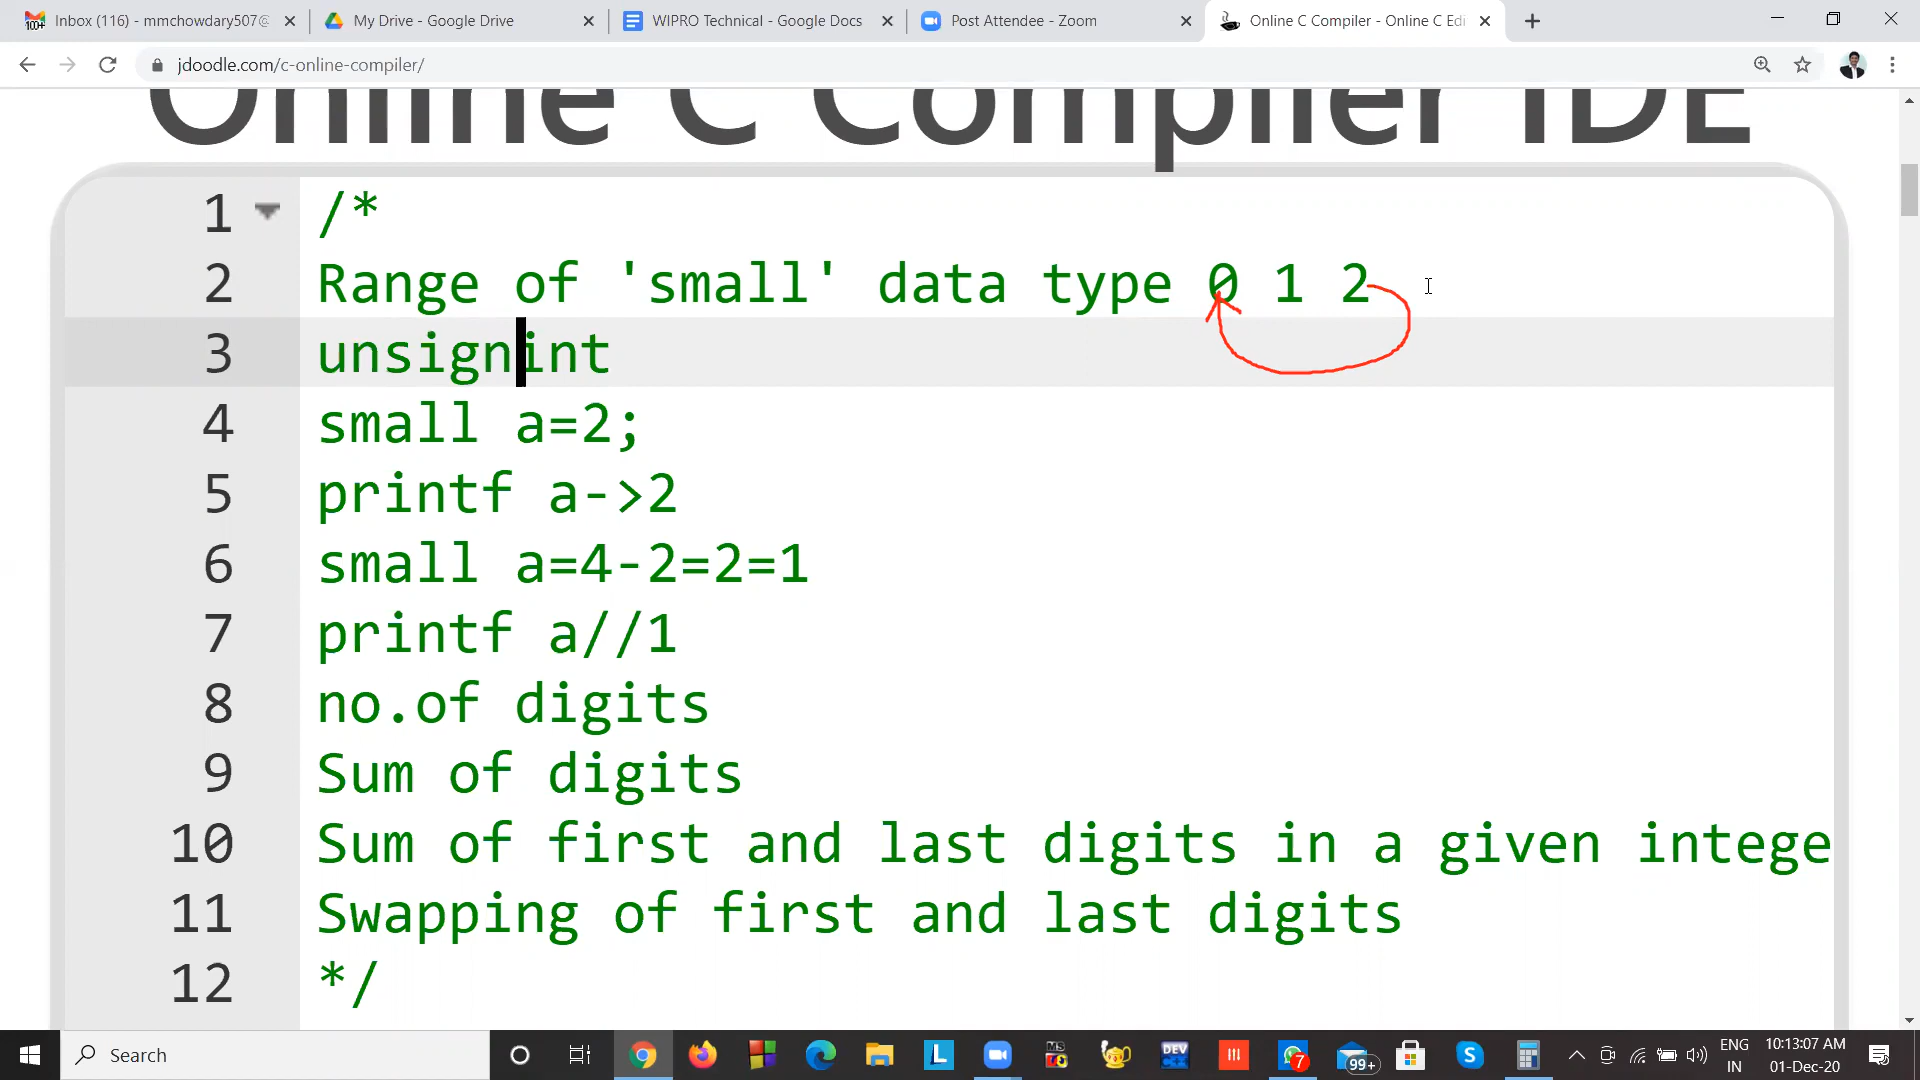 Inbox (116) - mmchowdary507@
My Drive - Google Drive
WIPRO Technical - Google Docs
Post Attendee - Zoom
Online C Compiler - Online C Edi
jdoodle.com/c-online-compiler/
Online C Compiler IDE
1 /*
2 Range of 'small' data type 0 1 2
3 unsignint
4 small a=2;
5 printf a->2
6 small a=4-2=2=1
7 printf a//1
8 no.of digits
9 Sum of digits
10 Sum of first and last digits in a given intege
11 Swapping of first and last digits
12 */
Search
L
DEV
7
99+
S
ENG
IN
10:13:07 AM
01-Dec-20